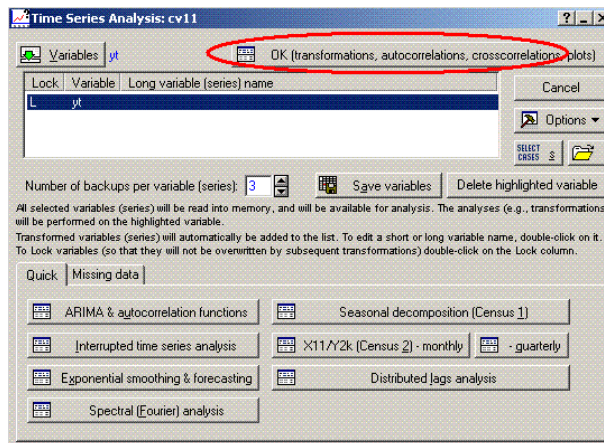 Time Series Analysis: cv11
Variables yt
OK (transformations, autocorrelations, crosscorrelations, plots)
Lock Variable Long variable (series) name
L yt
Cancel
Options
SELECT CASES S
Number of backups per variable (series): 3
Save variables
Delete highlighted variable
All selected variables (series) will be read into memory, and will be available for analysis. The analyses (e.g., transformations
will be performed on the highlighted variable.
Transformed variables (series) will automatically be added to the list. To edit a short or long variable name, double-click on it.
To Lock variables (so that they will not be overwritten by subsequent transformations) double-click on the Lock column.
Quick Missing data
ARIMA & autocorrelation functions
Seasonal decomposition (Census 1)
Interrupted time series analysis
X11/Y2k (Census 2) - monthly
- quarterly
Exponential smoothing & forecasting
Distributed lags analysis
Spectral (Fourier) analysis